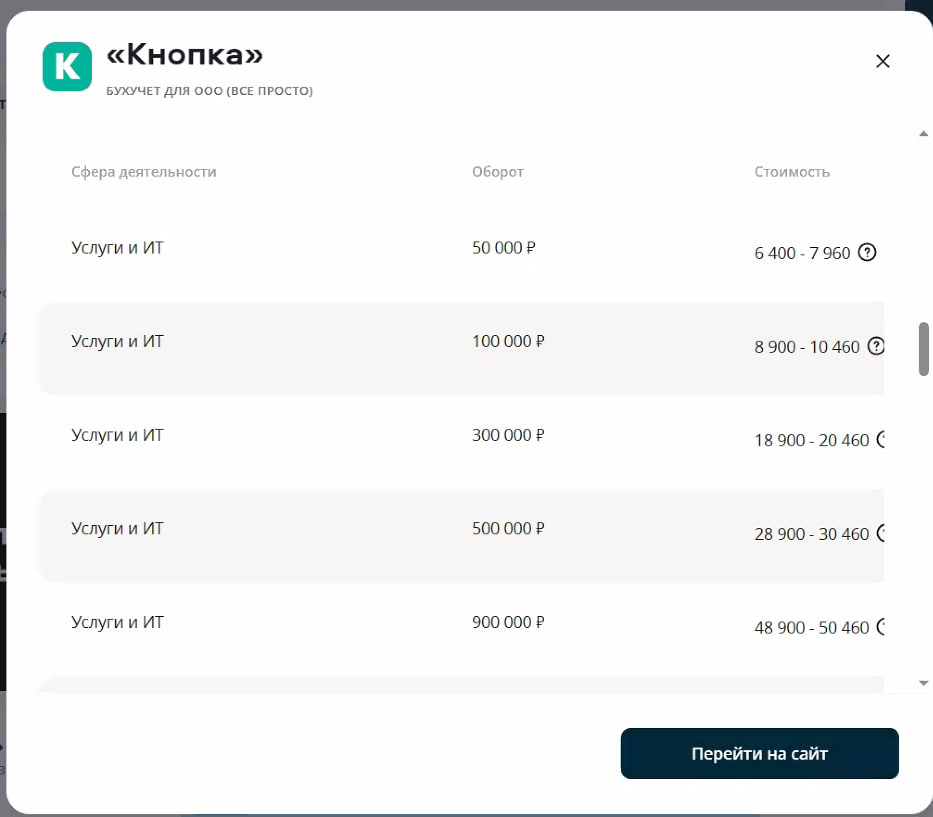 К
«Кнопка»
БУХУЧЕТ ДЛЯ ООО (ВСЕ ПРОСТО)
Сфера деятельности Оборот Стоимость
Услуги и ИТ 50 000 ₽ 6 400 - 7 960 ?
Услуги и ИТ 100 000 ₽ 8 900 - 10 460 ?
Услуги и ИТ 300 000 ₽ 18 900 - 20 460
Услуги и ИТ 500 000 ₽ 28 900 - 30 460
Услуги и ИТ 900 000 ₽ 48 900 - 50 460
Перейти на сайт